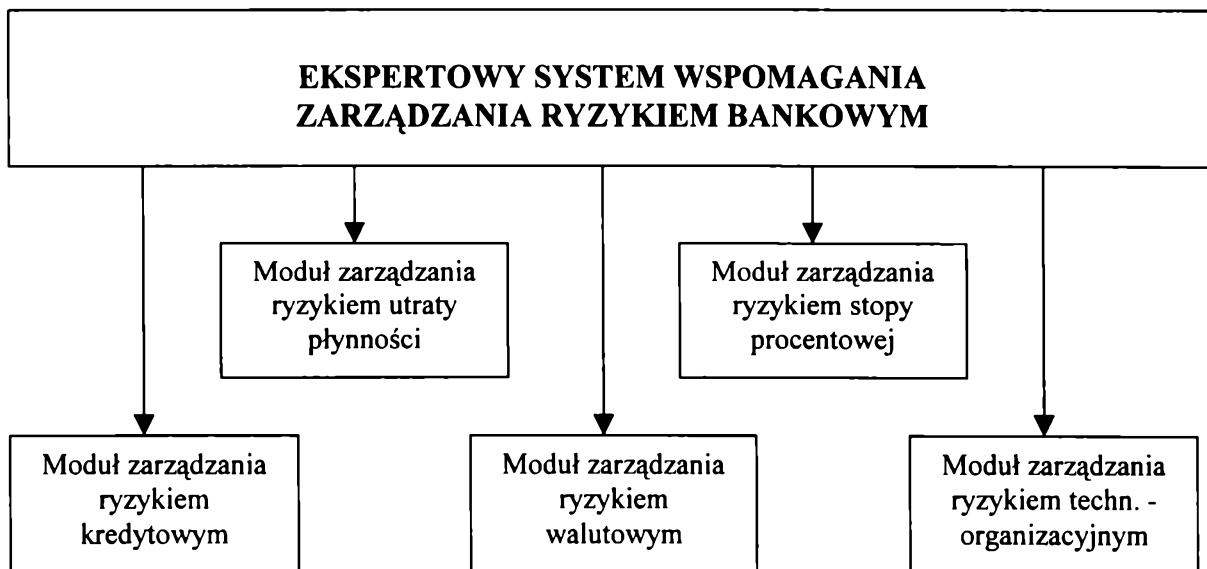 EKSPERTOWY SYSTEM WSPOMAGANIA
ZARZĄDZANIA RYZYKIEM BANKOWYM
Moduł zarządzania
ryzykiem utraty
płynności
Moduł zarządzania
ryzykiem stopy
procentowej
Moduł zarządzania
ryzykiem
kredytowym
Moduł zarządzania
ryzykiem
walutowym
Moduł zarządzania
ryzykiem techn. -
organizacyjnym